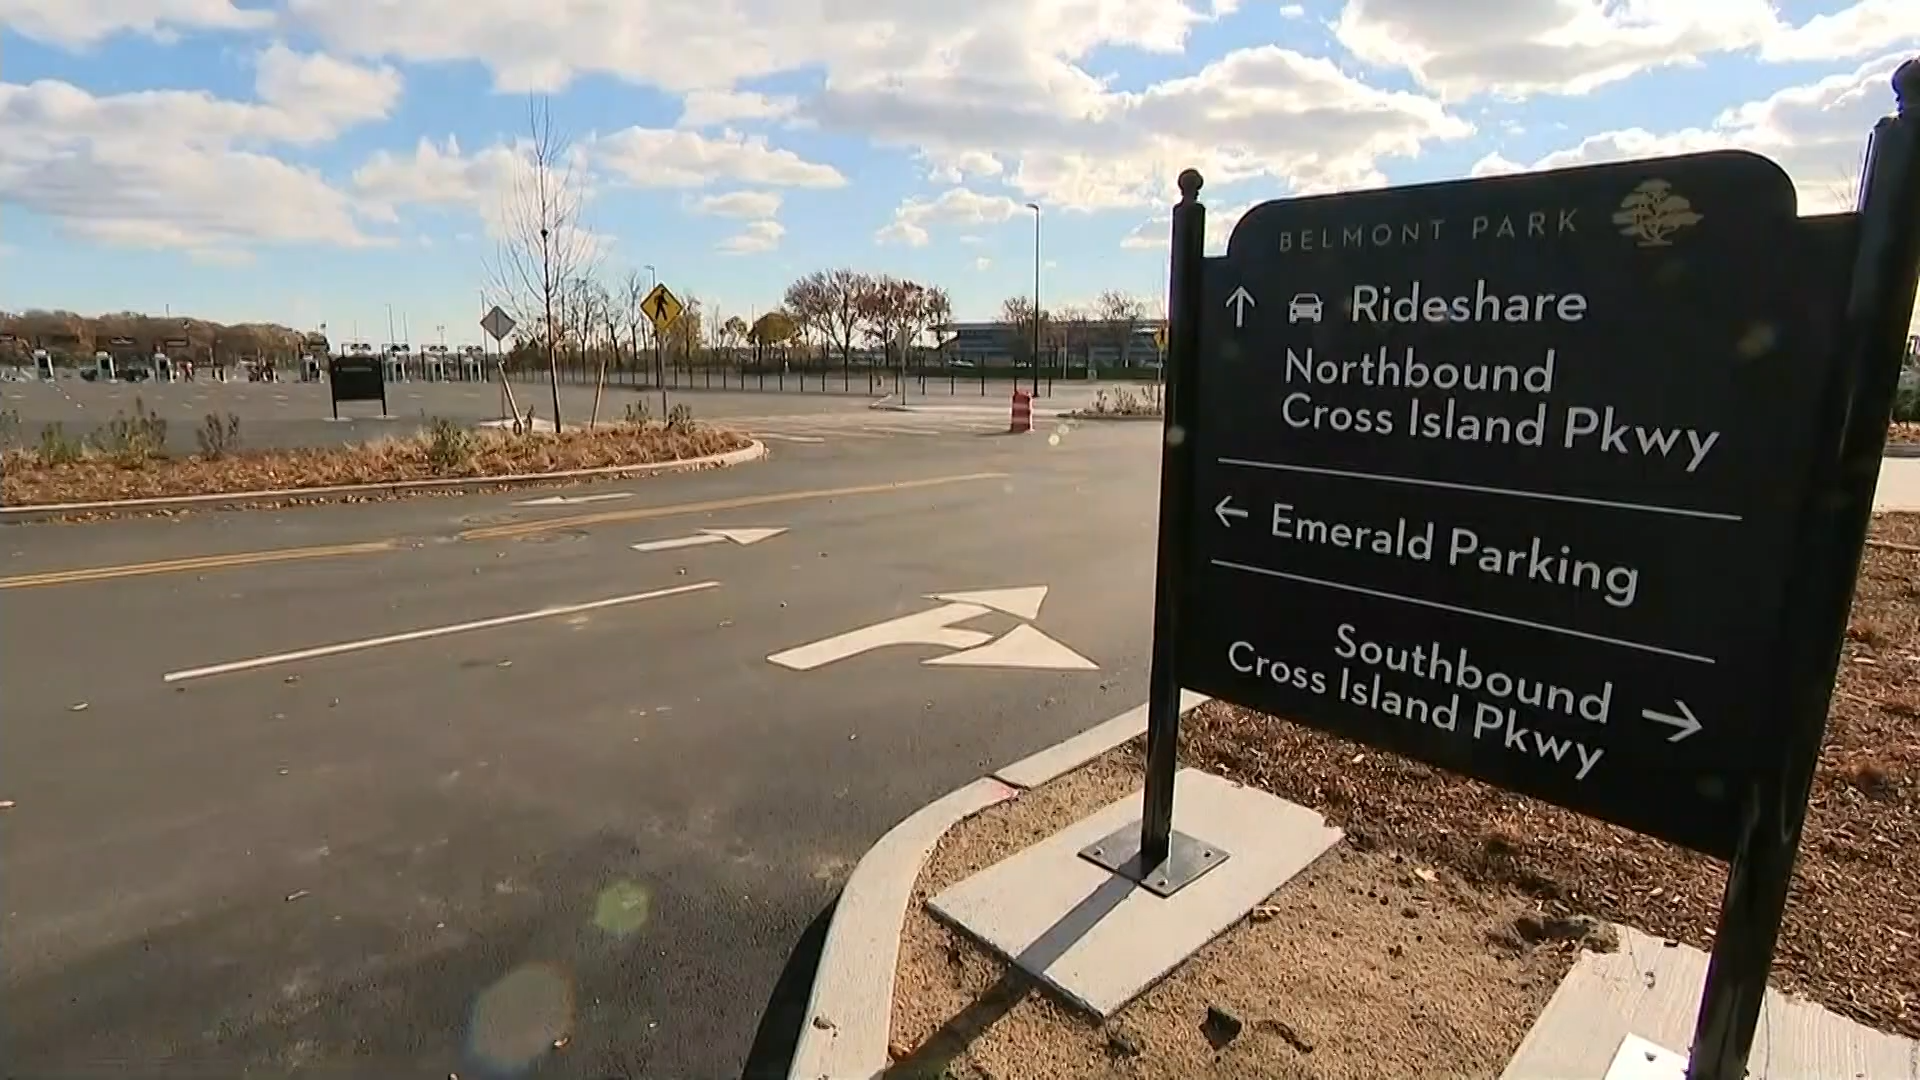 BELMONT PARK
↑ Rideshare
Northbound
Cross Island Pkwy
← Emerald Parking
Southbound →
Cross Island Pkwy